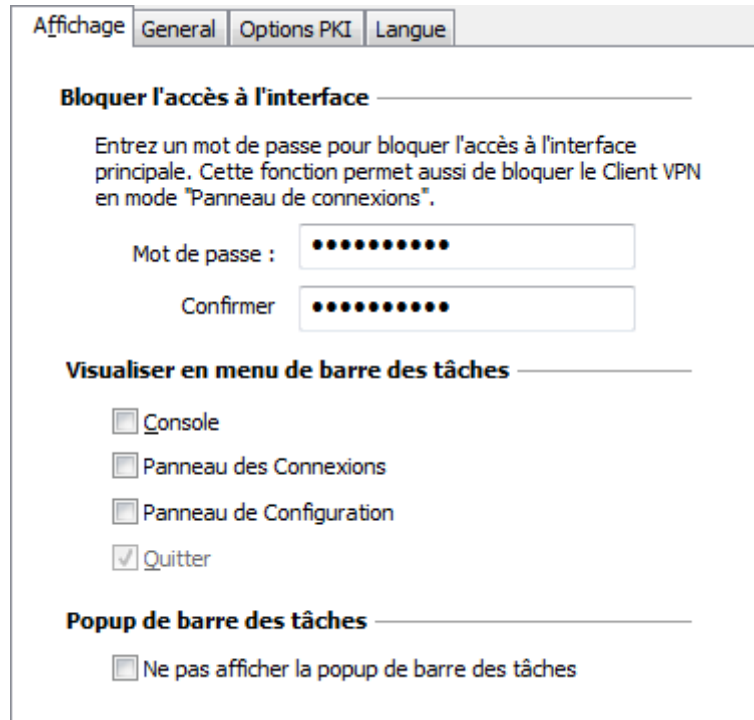 Affichage General Options PKI Langue
Bloquer l'accès à l'interface
Entrez un mot de passe pour bloquer l'accès à l'interface
principale. Cette fonction permet aussi de bloquer le Client VPN
en mode "Panneau de connexions".
Mot de passe : ••••••••••
Confirmer ••••••••••
Visualiser en menu de barre des tâches
Console
Panneau des Connexions
Panneau de Configuration
Quitter
Popup de barre des tâches
Ne pas afficher la popup de barre des tâches